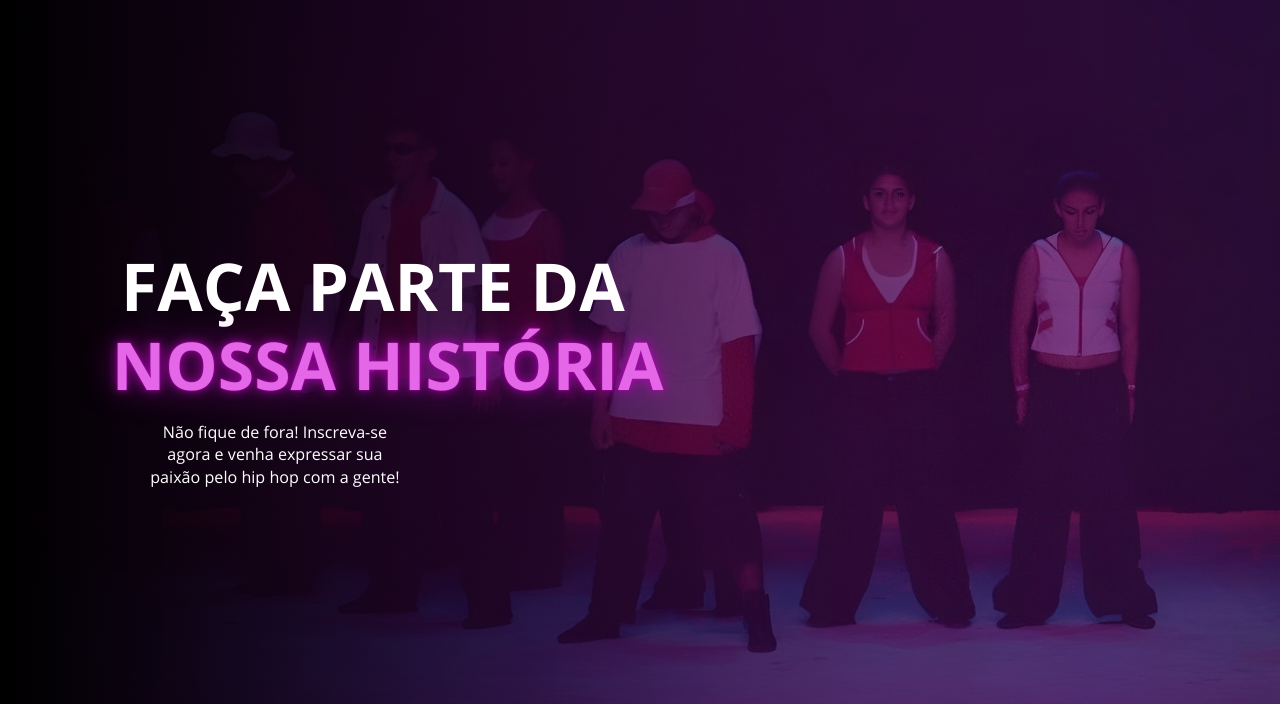 FAÇA PARTE DA
NOSSA HISTÓRIA
Não fique de fora! Inscreva-se
agora e venha expressar sua
paixão pelo hip hop com a gente!